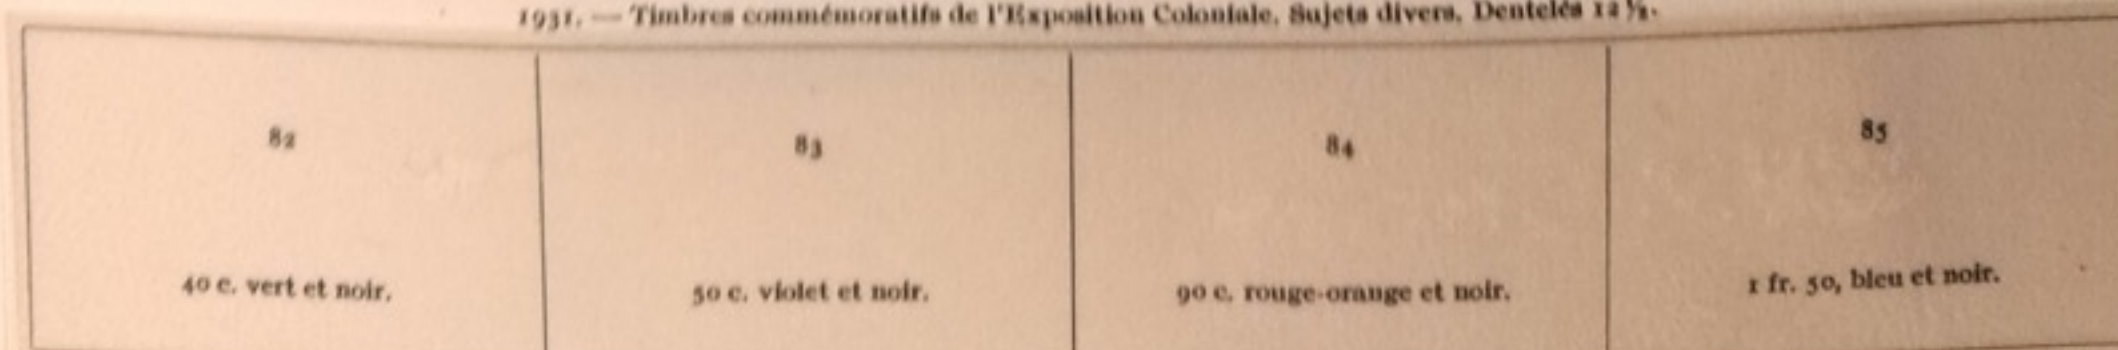 1931. — Timbres commémoratifs de l'Exposition Coloniale. Sujets divers. Dentelés 12 ½.
82
83
84
85
40 c. vert et noir.
50 c. violet et noir.
90 c. rouge-orange et noir.
1 fr. 50, bleu et noir.